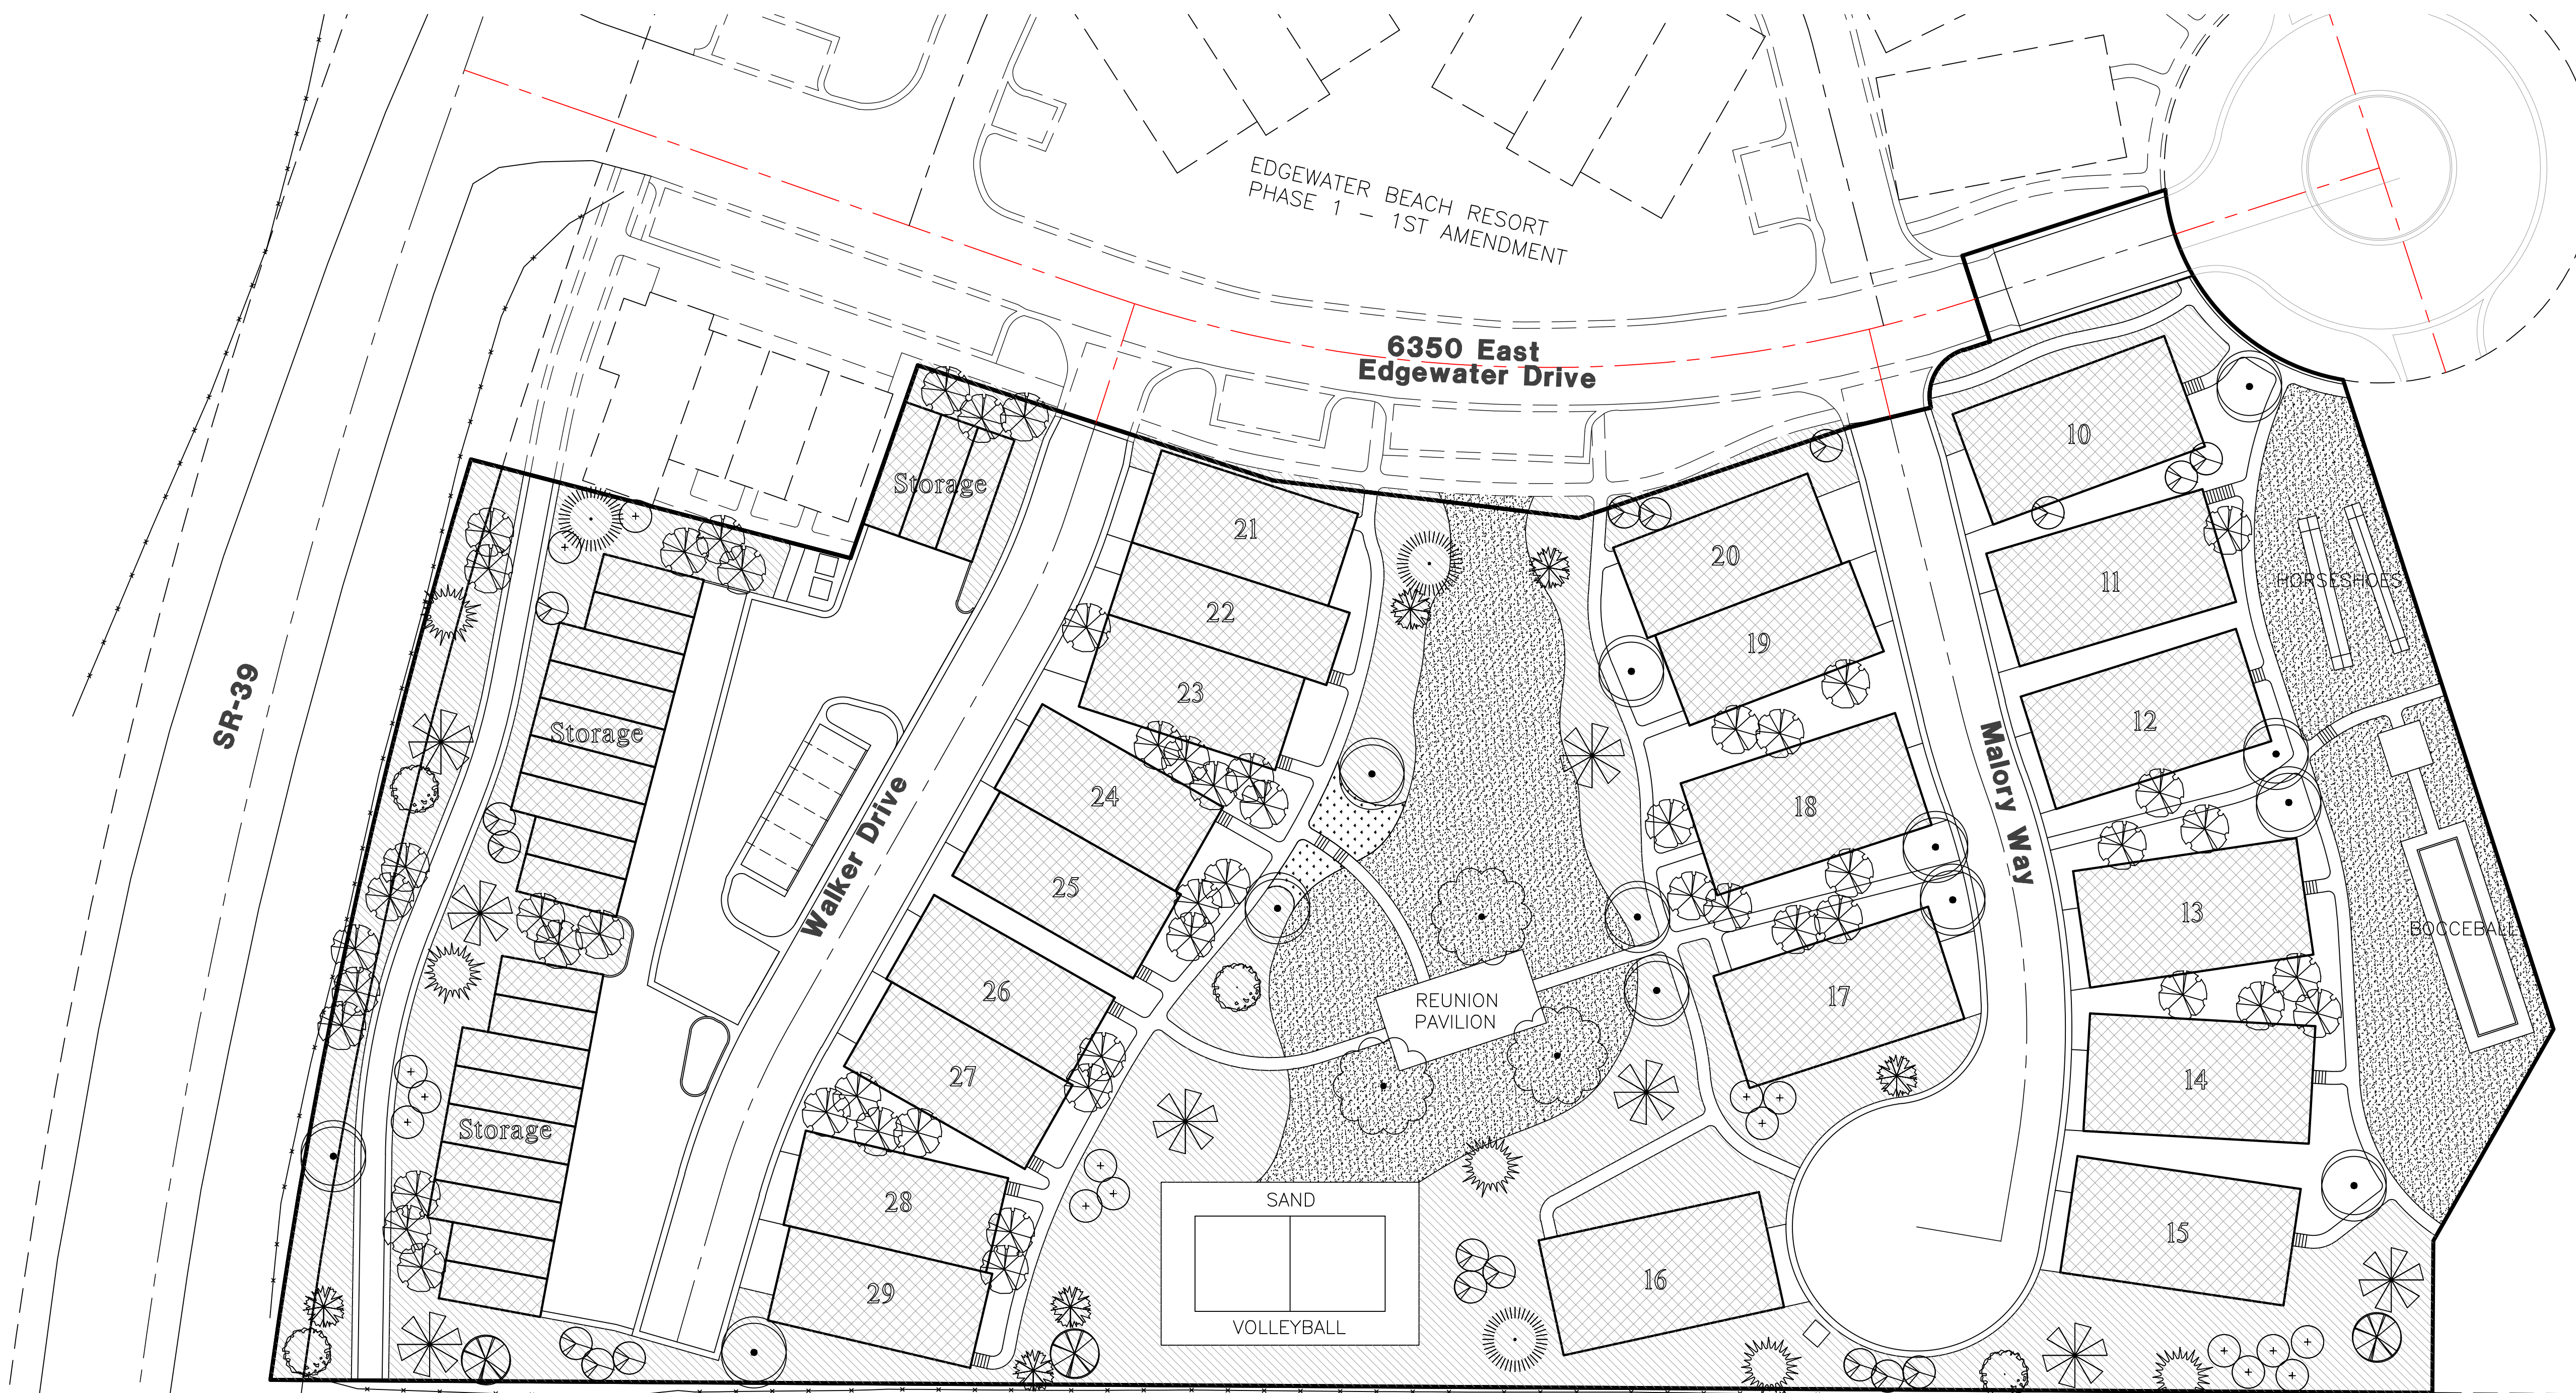 EDGEWATER BEACH RESORT
PHASE 1 - 1ST AMENDMENT
6350 East
Edgewater Drive
SR-39
Storage
Storage
Storage
Walker Drive
Malory Way
21
22
23
24
25
26
27
28
29
20
19
18
17
16
10
11
12
13
14
15
HORSESHOES
BOCCEBALL
REUNION
PAVILION
SAND
VOLLEYBALL